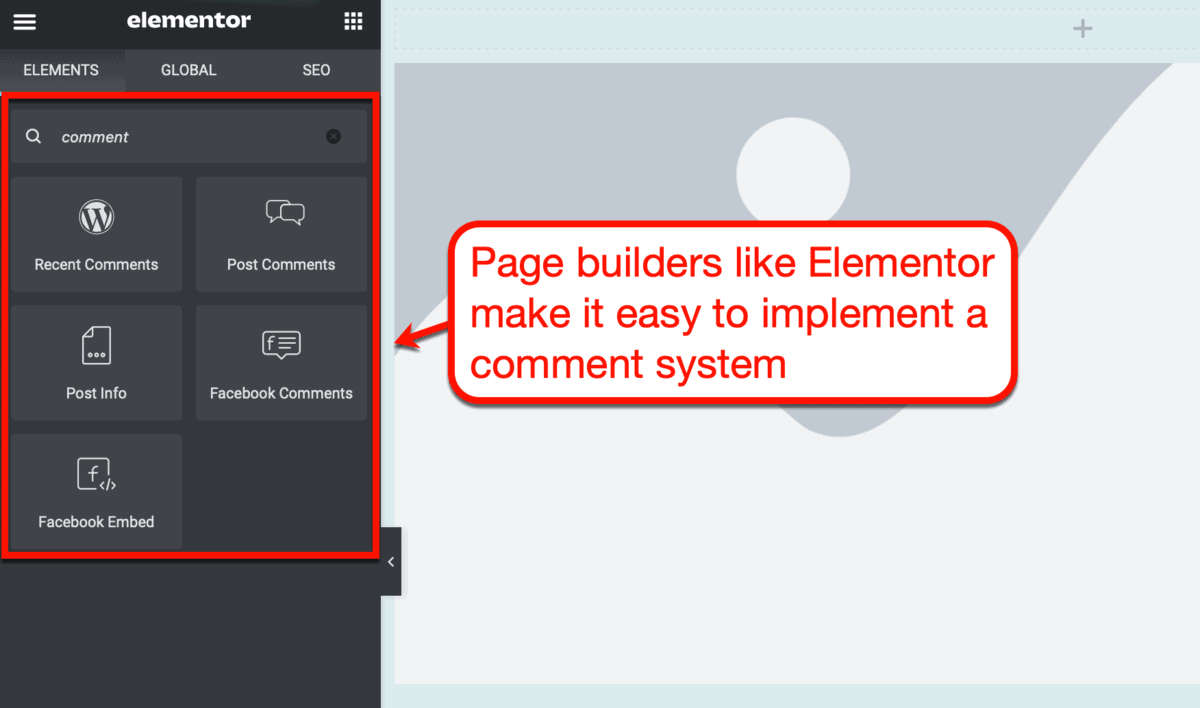 elementor
ELEMENTS GLOBAL SEO
comment
Recent Comments Post Comments
Post Info Facebook Comments
Facebook Embed
Page builders like Elementor
make it easy to implement a
comment system